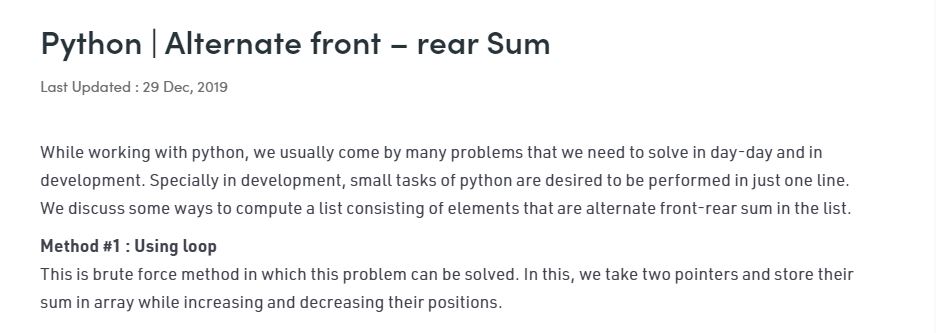 Python | Alternate front – rear Sum
Last Updated : 29 Dec, 2019
While working with python, we usually come by many problems that we need to solve in day-day and in
development. Specially in development, small tasks of python are desired to be performed in just one line.
We discuss some ways to compute a list consisting of elements that are alternate front-rear sum in the list.
Method #1 : Using loop
This is brute force method in which this problem can be solved. In this, we take two pointers and store their
sum in array while increasing and decreasing their positions.